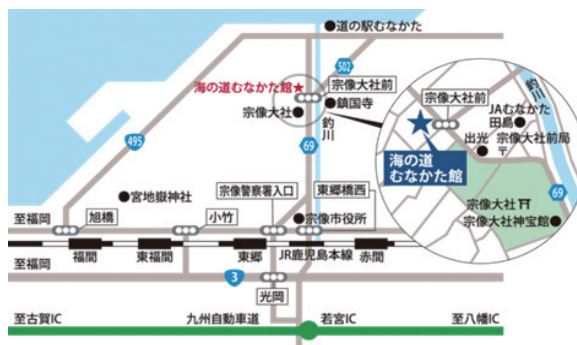 道の駅むなかた
502
宗像大社前
海の道むなかた館
宗像大社
鎮国寺
釣川
495
69
宮地嶽神社
宗像警察署入口
東郷橋西
至福岡
旭橋
小竹
宗像市役所
福間
東福間
東郷
JR鹿児島本線
赤間
至福岡
3
光岡
至古賀IC
九州自動車道
若宮IC
至八幡IC
宗像大社前
JAむなかた
田島
釣川
出光
宗像大社前局
〒
海の道
むなかた館
69
宗像大社
宗像大社神宝館